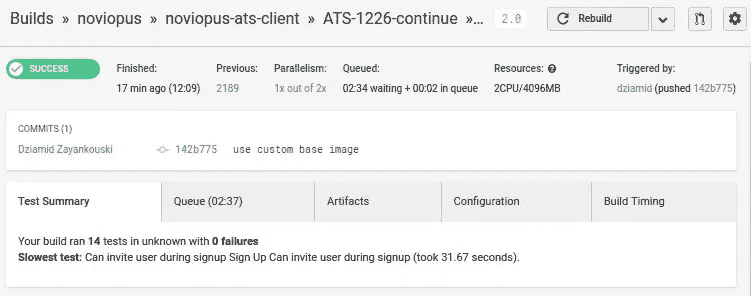 Builds » noviopus » noviopus-ats-client » ATS-1226-continue »... 2.0 Rebuild
SUCCESS
Finished: Previous: Parallelism: Queued: Resources: Triggered by:
17 min ago (12:09) 2189 1x out of 2x 02:34 waiting + 00:02 in queue 2CPU/4096MB dziamid (pushed 142b775)
COMMITS (1)
Dziamid Zayankouski 142b775 use custom base image
Test Summary Queue (02:37) Artifacts Configuration Build Timing
Your build ran 14 tests in unknown with 0 failures
Slowest test: Can invite user during signup Sign Up Can invite user during signup (took 31.67 seconds).